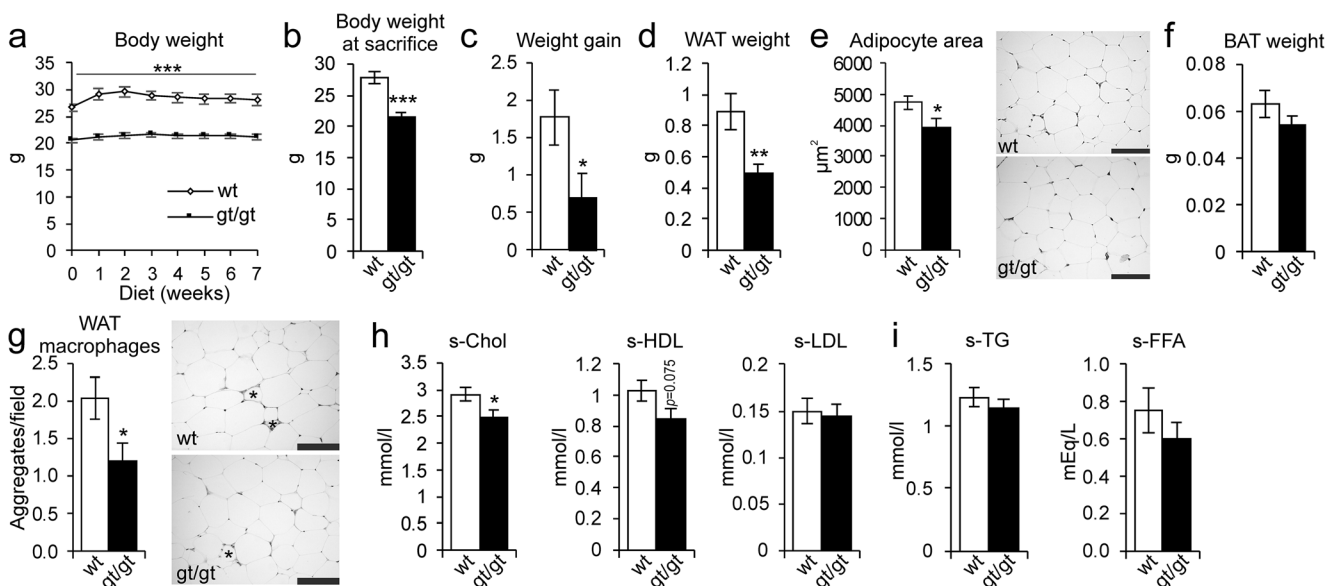 a
Body weight
***
35
30
25
20
15
10
5
0
g
wt
gt/gt
0 1 2 3 4 5 6 7
Diet (weeks)
b
Body weight
at sacrifice
30
25
20
15
10
5
0
g
***
wt
gt/gt
c
Weight gain
2.5
2
1.5
1
0.5
0
g
*
wt
gt/gt
d
WAT weight
1.2
1
0.8
0.6
0.4
0.2
0
g
**
wt
gt/gt
e
Adipocyte area
6000
5000
4000
3000
2000
1000
0
µm²
*
wt
gt/gt
wt
gt/gt
f
BAT weight
0.08
0.06
0.04
0.02
0
g
wt
gt/gt
g
WAT
macrophages
2.5
2.0
1.5
1.0
0.5
0.0
Aggregates/field
*
wt
gt/gt
*
*
wt
*
gt/gt
h
s-Chol
3.5
3
2.5
2
1.5
1
0.5
0
mmol/l
*
wt
gt/gt
s-HDL
1.2
1
0.8
0.6
0.4
0.2
0
mmol/l
p=0.075
wt
gt/gt
s-LDL
0.2
0.15
0.1
0.05
0
mmol/l
wt
gt/gt
i
s-TG
1.5
1
0.5
0
mmol/l
wt
gt/gt
s-FFA
1.0
0.8
0.6
0.4
0.2
0.0
mEq/L
wt
gt/gt